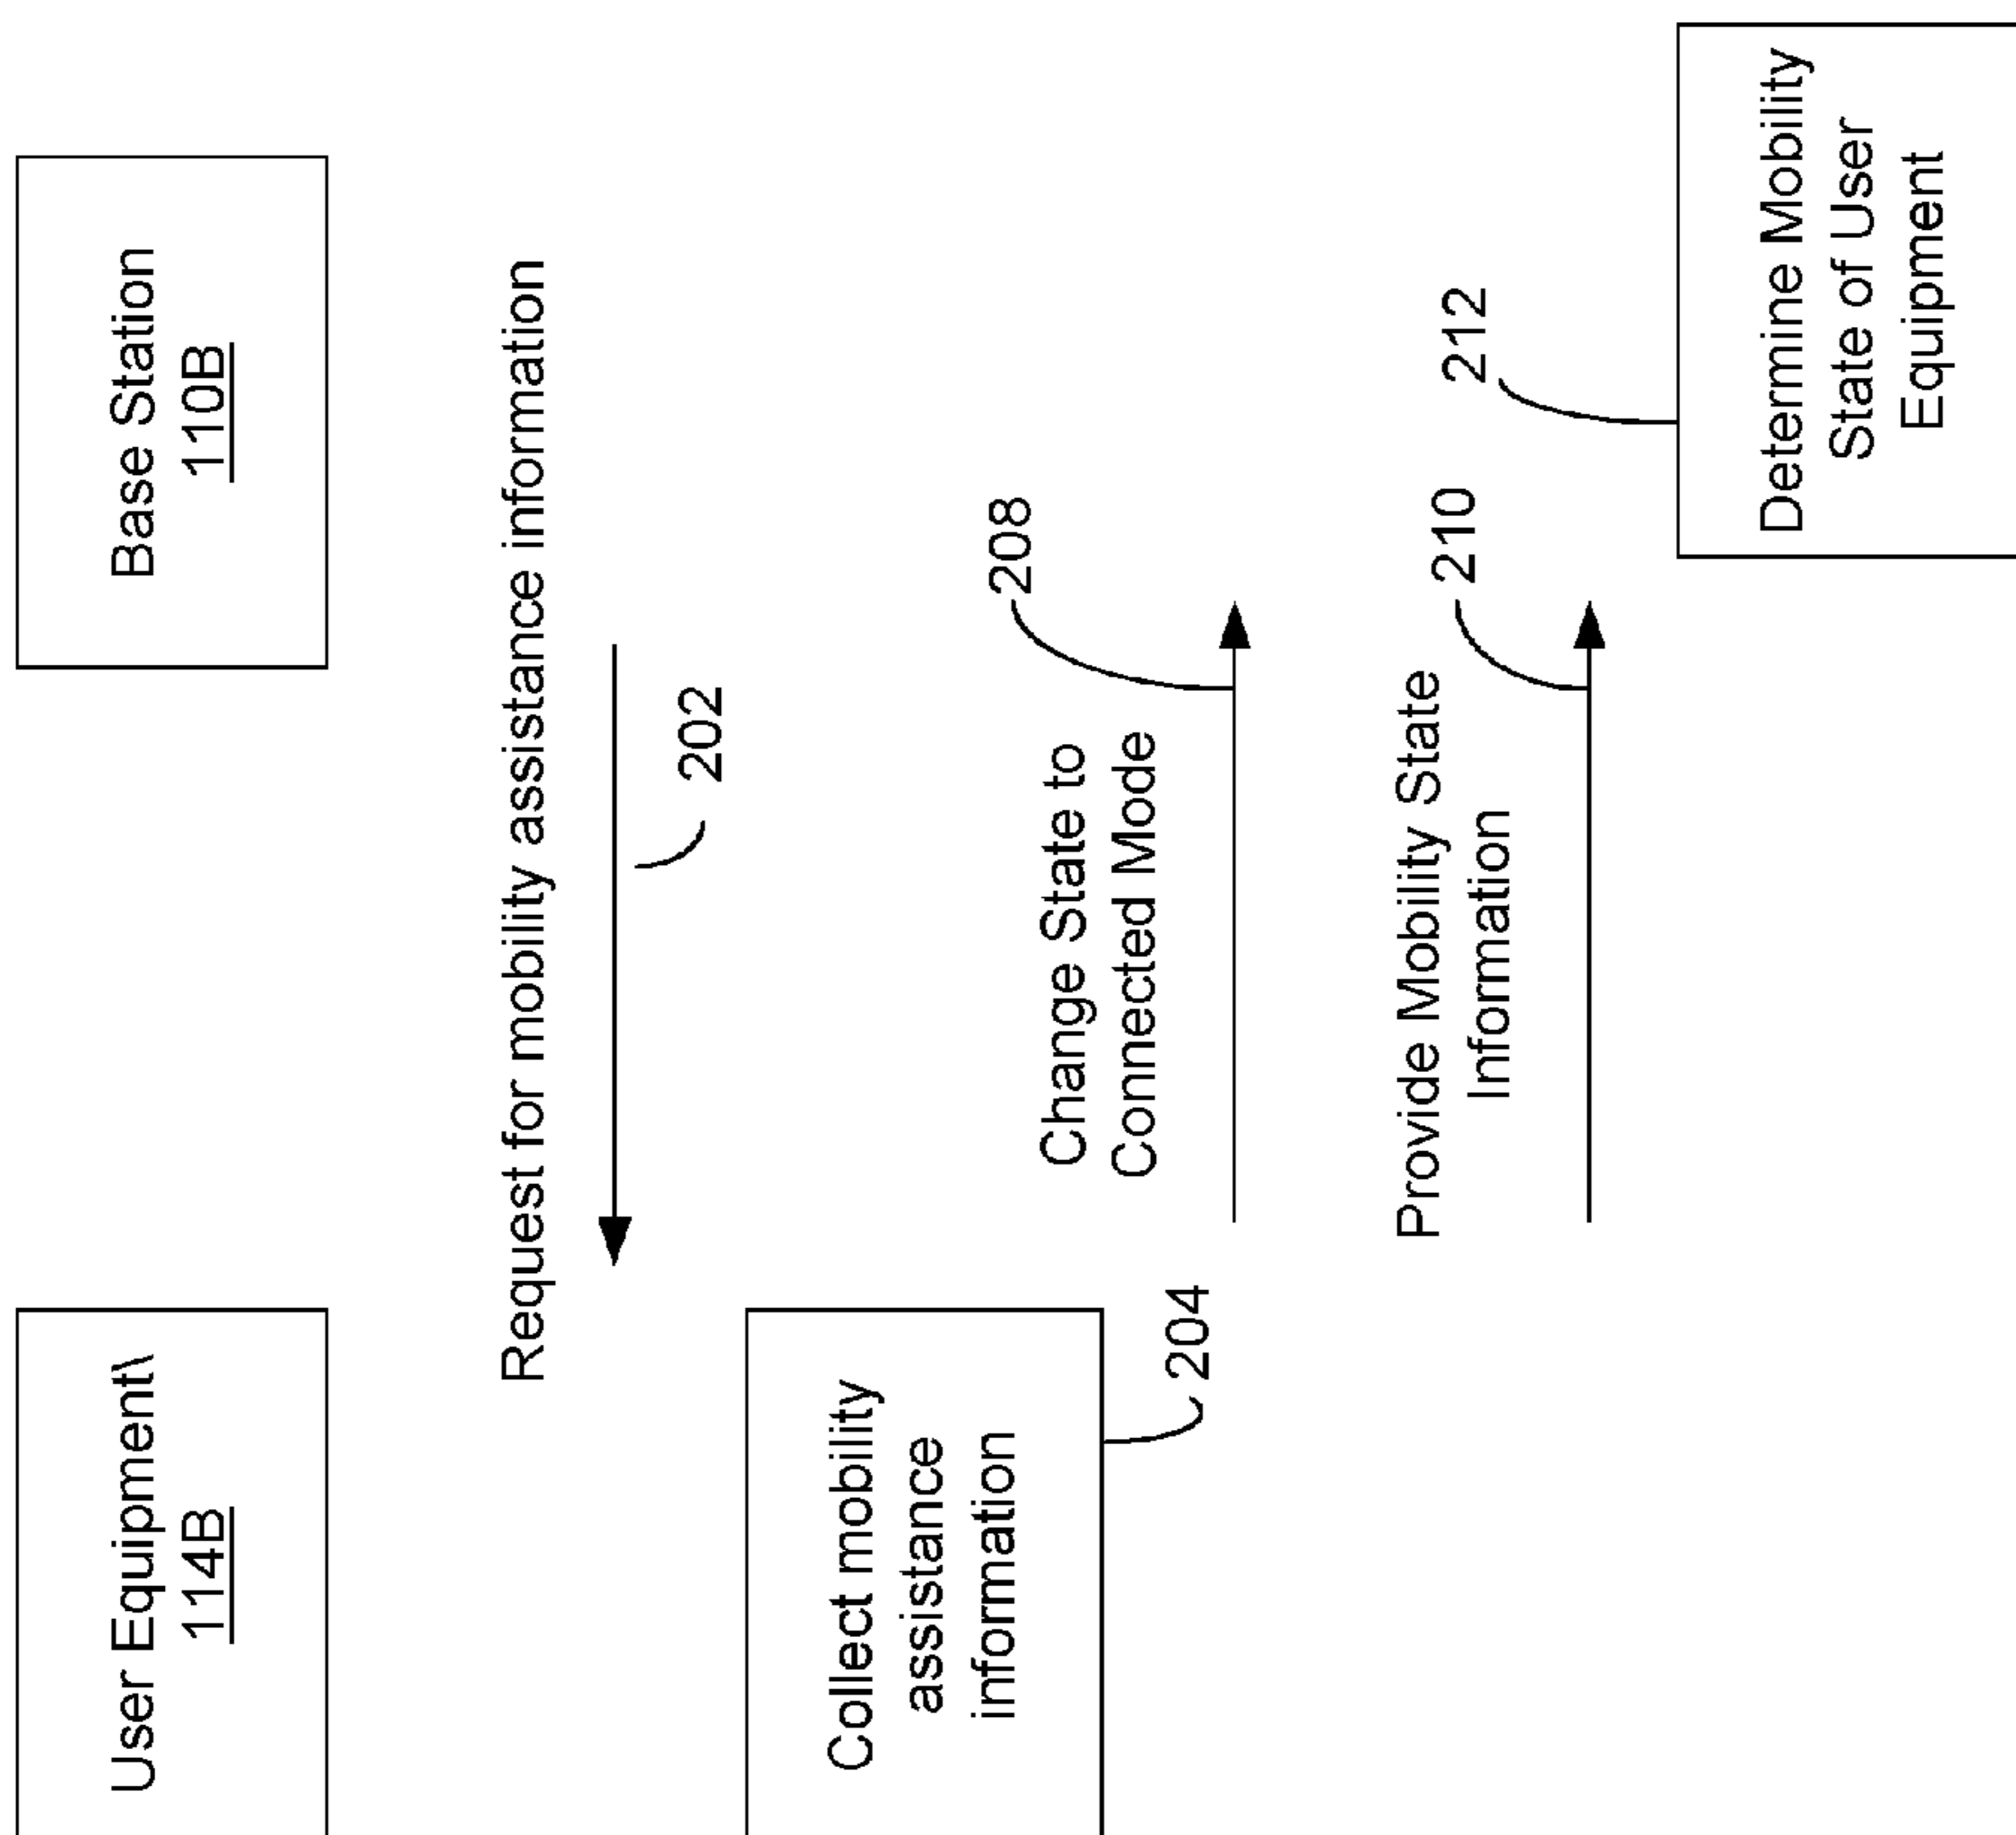 User Equipment\
114B
Base Station
110B
Request for mobility assistance information
202
Collect mobility
assistance
information
204
Change State to
Connected Mode
208
Provide Mobility State
Information
210
212
Determine Mobility
State of User
Equipment